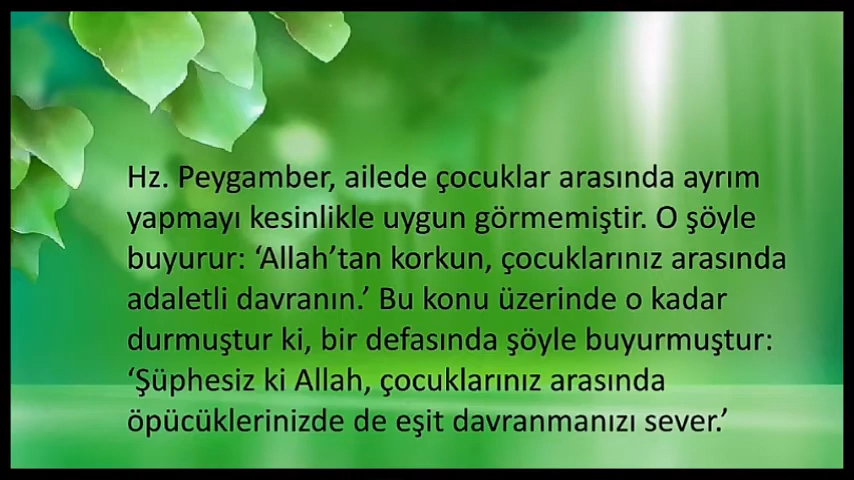 Hz. Peygamber, ailede çocuklar arasında ayrım
yapmayı kesinlikle uygun görmemiştir. O şöyle
buyurur: ‘Allah’tan korkun, çocuklarınız arasında
adaletli davranın.’ Bu konu üzerinde o kadar
durmuştur ki, bir defasında şöyle buyurmuştur:
‘Şüphesiz ki Allah, çocuklarınız arasında
öpücüklerinizde de eşit davranmanızı sever.’